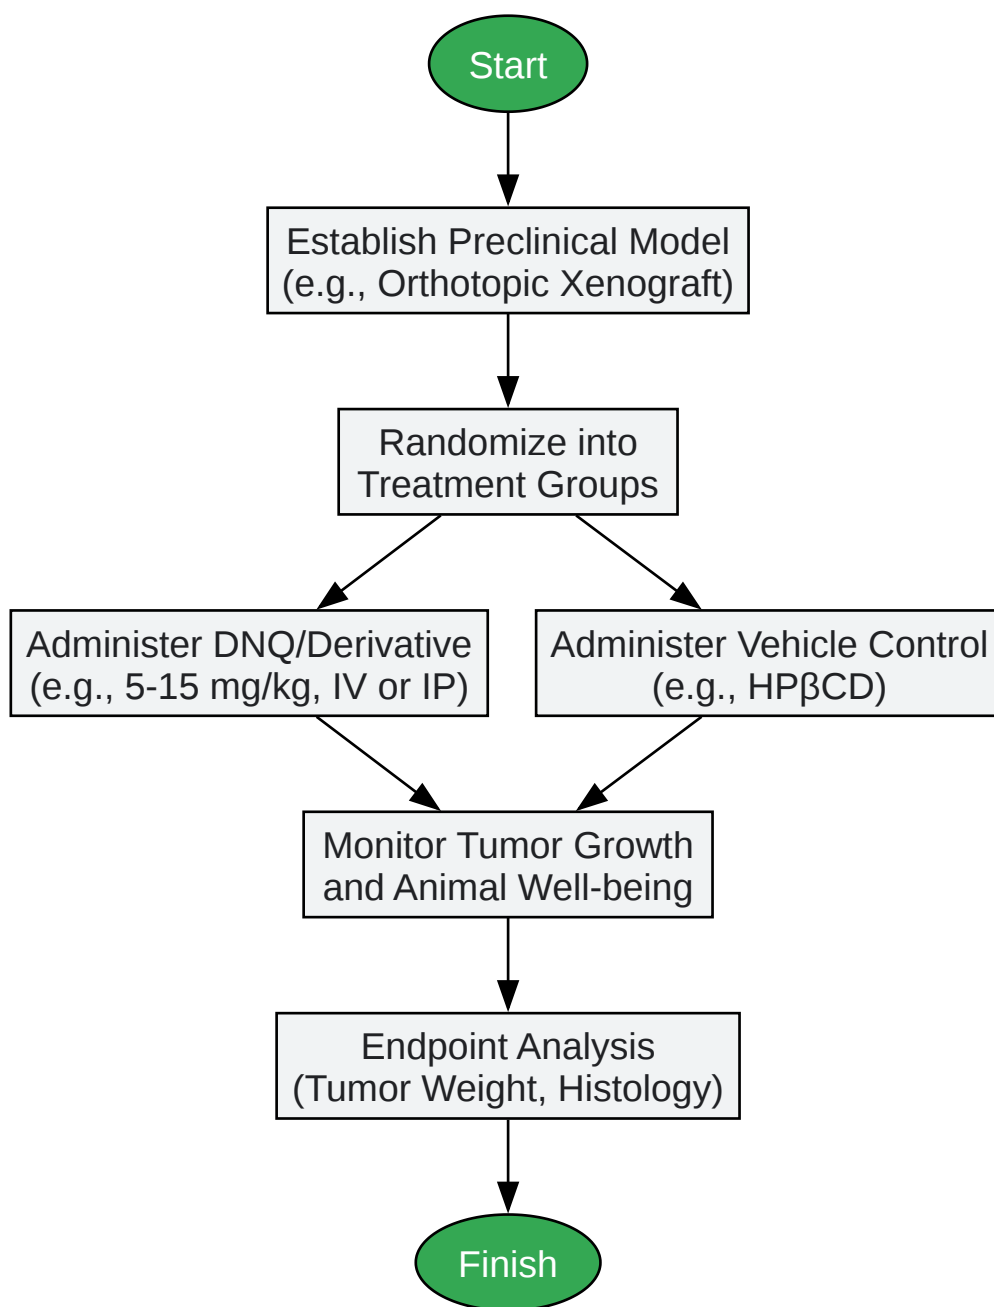 Start
Establish Preclinical Model
(e.g., Orthotopic Xenograft)
Randomize into
Treatment Groups
Administer DNQ/Derivative
(e.g., 5-15 mg/kg, IV or IP)
Administer Vehicle Control
(e.g., HPβCD)
Monitor Tumor Growth
and Animal Well-being
Endpoint Analysis
(Tumor Weight, Histology)
Finish